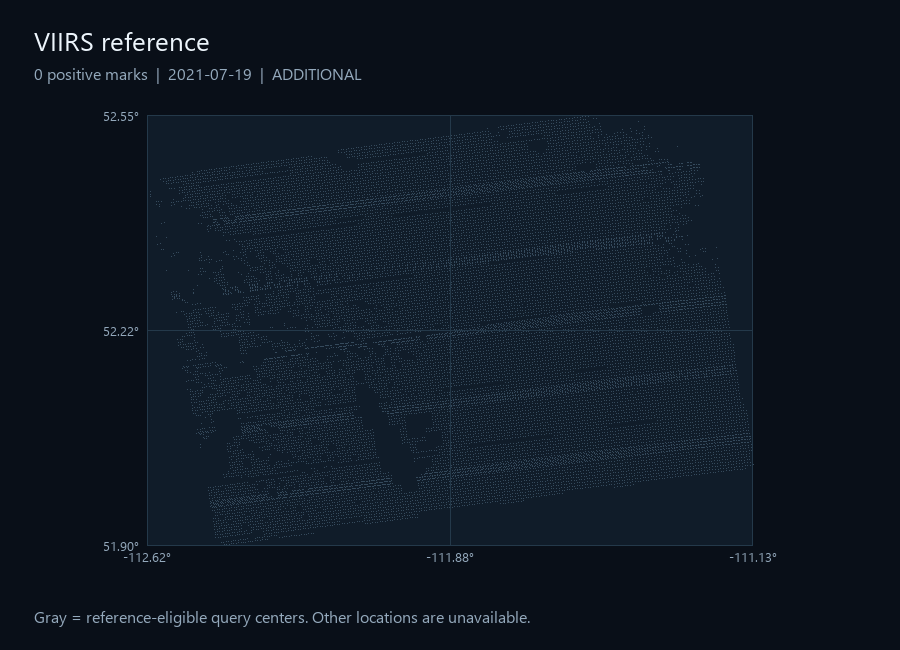 VIIRS reference
0 positive marks | 2021-07-19 | ADDITIONAL
52.55°
52.22°
51.90°
-112.62°
-111.88°
-111.13°
Gray = reference-eligible query centers. Other locations are unavailable.